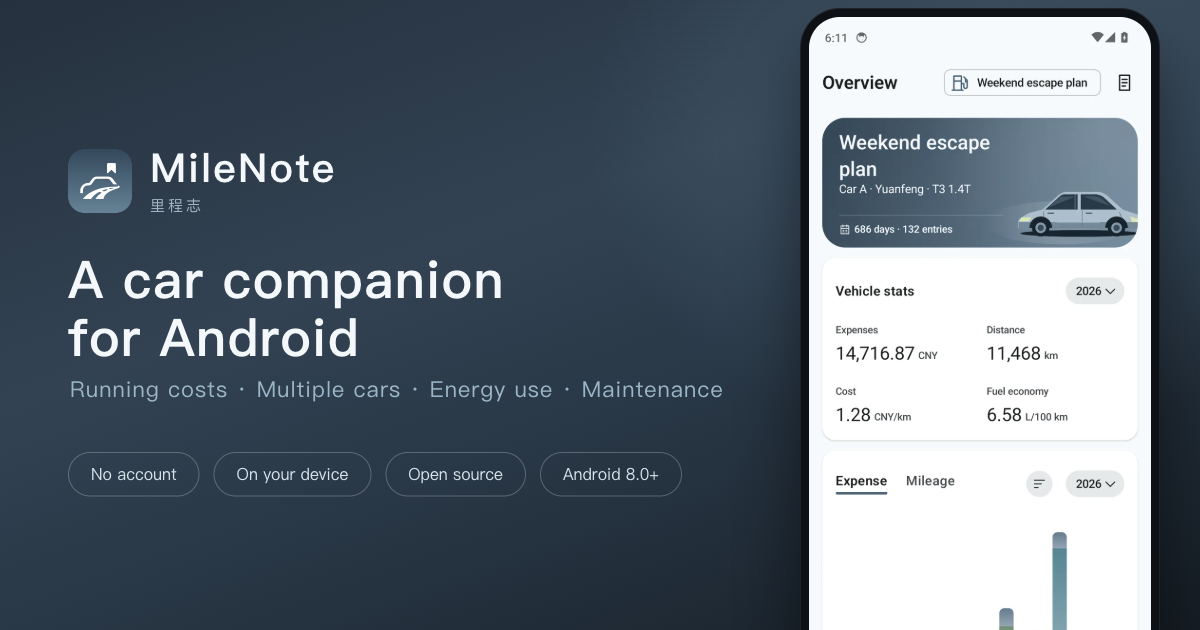 MileNote
里程志
A car companion
for Android
Running costs · Multiple cars · Energy use · Maintenance
No account
On your device
Open source
Android 8.0+
6:11
Overview
Weekend escape plan
Weekend escape
plan
Car A · Yuanfeng · T3 1.4T
686 days · 132 entries
Vehicle stats
2026
Expenses
Distance
14,716.87 CNY
11,468 km
Cost
Fuel economy
1.28 CNY/km
6.58 L/100 km
Expense
Mileage
2026